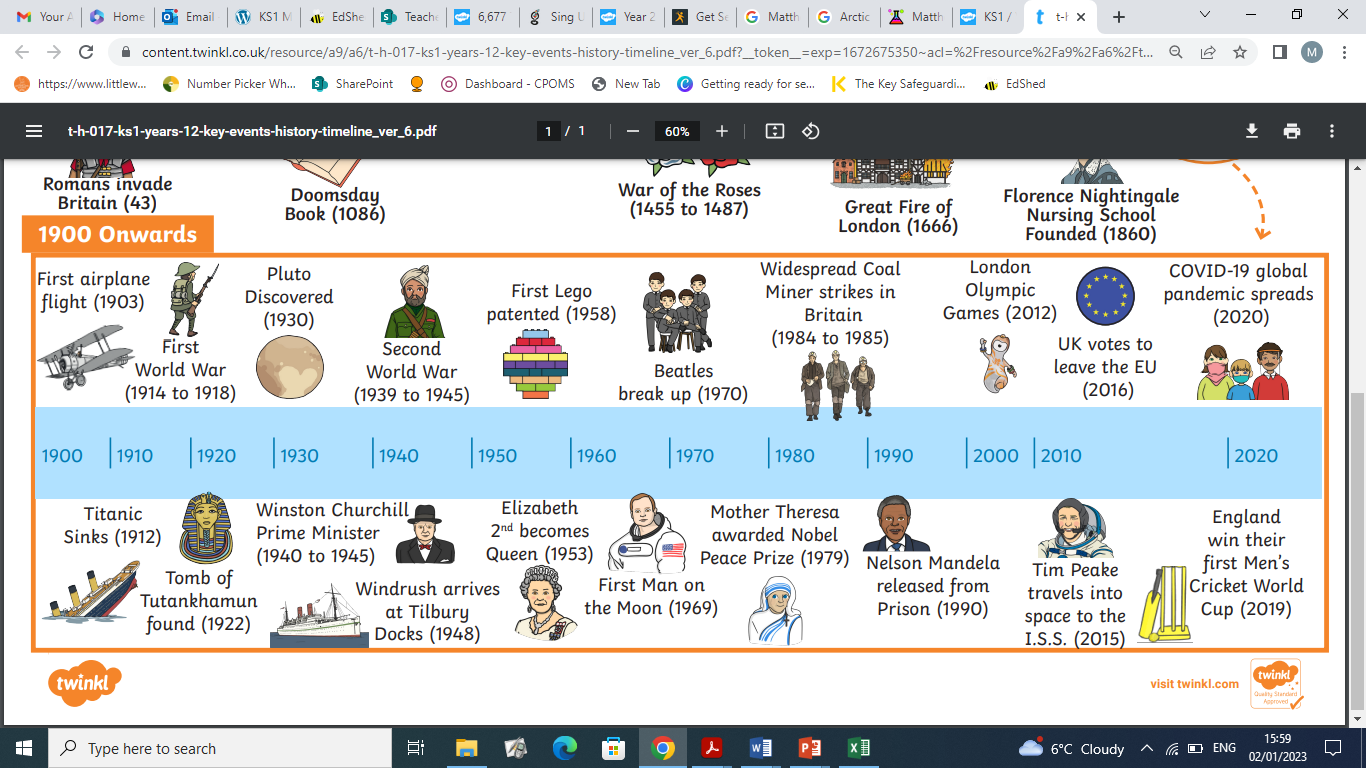 Your A
Home
Email
KS1 M
EdShe
Teache
6,677
Sing U
Year 2
Get Se
Matth
Arctic
Matth
KS1 /
t-h
content.twinkl.co.uk/resource/a9/a6/t-h-017-ks1-years-12-key-events-history-timeline_ver_6.pdf?__token__=exp=1672675350~acl=%2Fresource%2Fa9%2Fa6%2Ft...
M
https://www.littlew...
Number Picker Wh...
SharePoint
Dashboard - CPOMS
New Tab
Getting ready for se...
The Key Safeguardi...
EdShed
t-h-017-ks1-years-12-key-events-history-timeline_ver_6.pdf
1 / 1
60%
Romans invade
Britain (43)
Doomsday
Book (1086)
War of the Roses
(1455 to 1487)
Great Fire of
London (1666)
Florence Nightingale
Nursing School
Founded (1860)
1900 Onwards
First airplane
flight (1903)
First
World War
(1914 to 1918)
Pluto
Discovered
(1930)
Second
World War
(1939 to 1945)
First Lego
patented (1958)
Beatles
break up (1970)
Widespread Coal
Miner strikes in
Britain
(1984 to 1985)
London
Olympic
Games (2012)
UK votes to
leave the EU
(2016)
COVID-19 global
pandemic spreads
(2020)
1900
1910
1920
1930
1940
1950
1960
1970
1980
1990
2000
2010
2020
Titanic
Sinks (1912)
Tomb of
Tutankhamun
found (1922)
Winston Churchill
Prime Minister
(1940 to 1945)
Windrush arrives
at Tilbury
Docks (1948)
Elizabeth
2nd becomes
Queen (1953)
First Man on
the Moon (1969)
Mother Theresa
awarded Nobel
Peace Prize (1979)
Nelson Mandela
released from
Prison (1990)
Tim Peake
travels into
space to the
I.S.S. (2015)
England
win their
first Men's
Cricket World
Cup (2019)
twinkl
visit twinkl.com
twinkl
Quality Standard
Approved
Type here to search
6°C Cloudy
ENG
15:59
02/01/2023